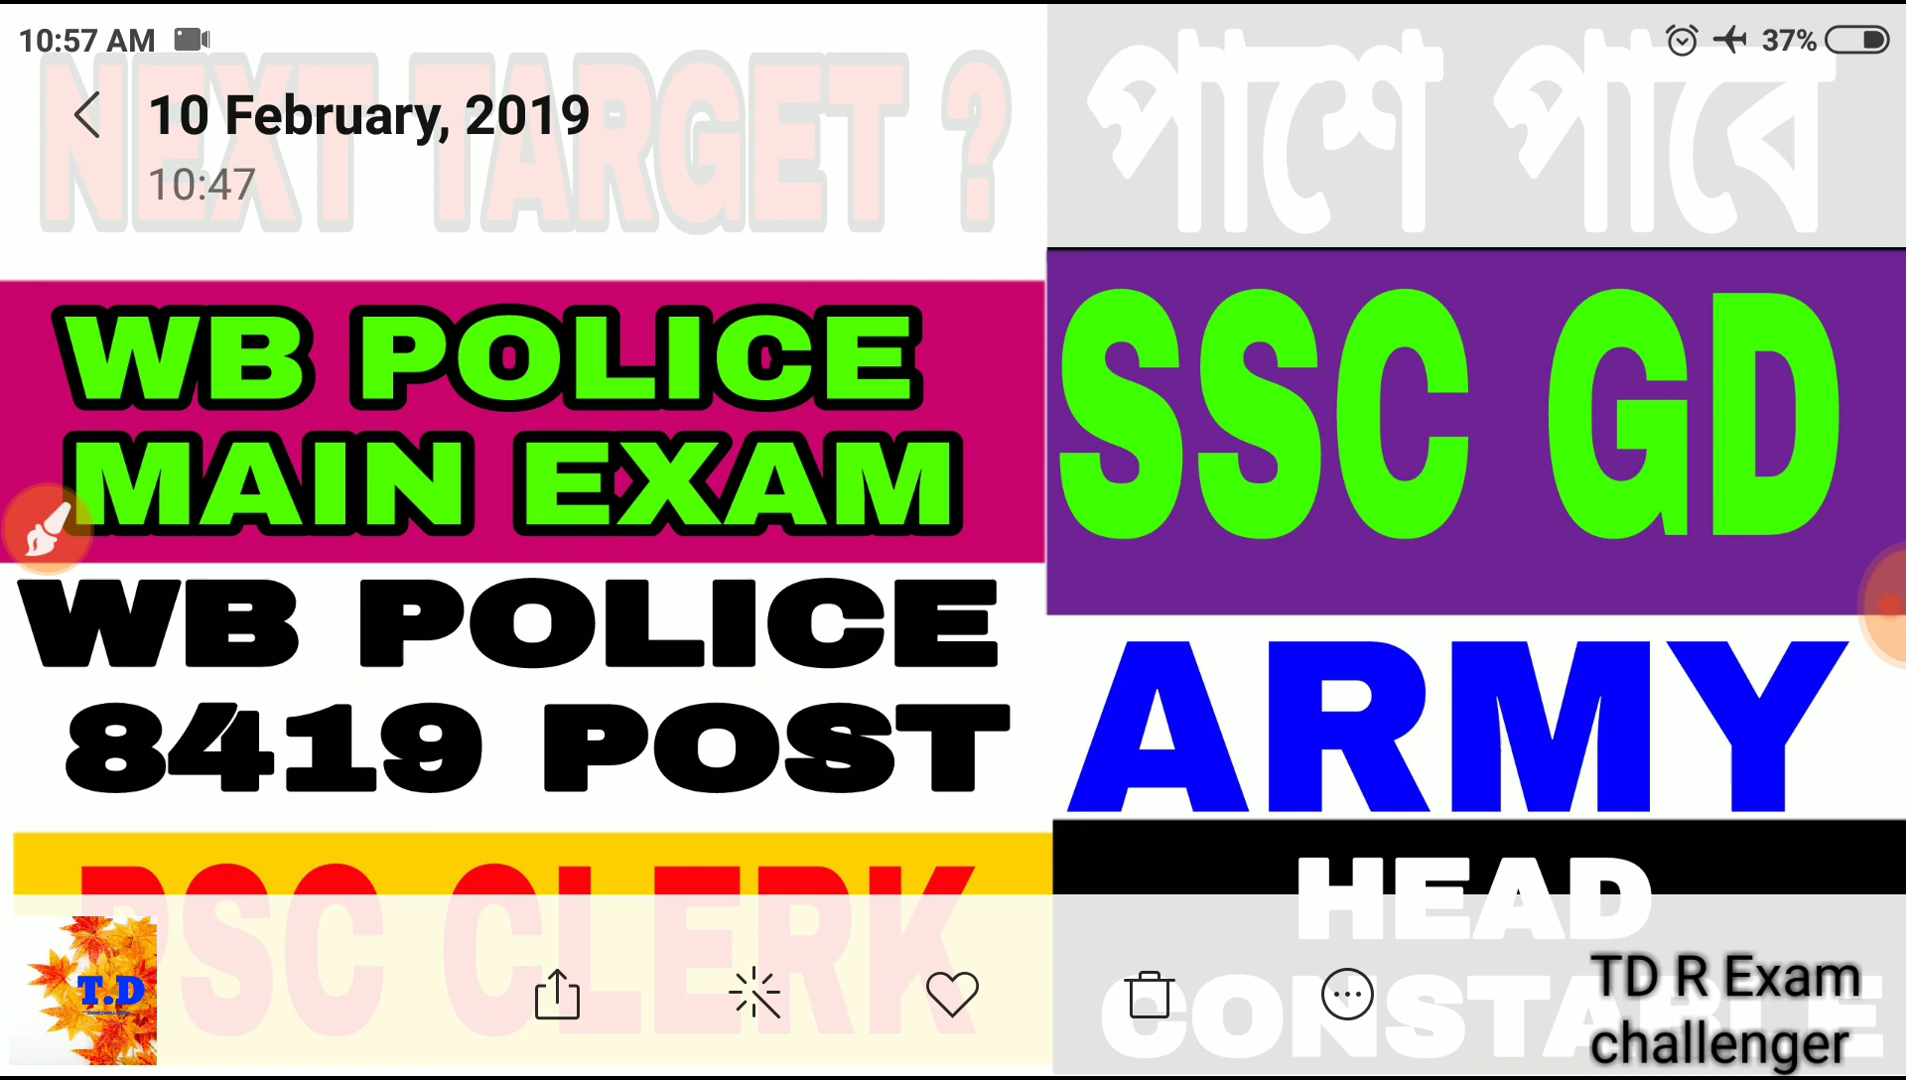 10:57 AM
37%
10 February, 2019
10:47
NEXT TARGET ?
WB POLICE
MAIN EXAM
WB POLICE
8419 POST
PSC CLERK
পাশে পাবে
SSC GD
ARMY
HEAD
CONSTABLE
T.D
TD R Exam
challenger